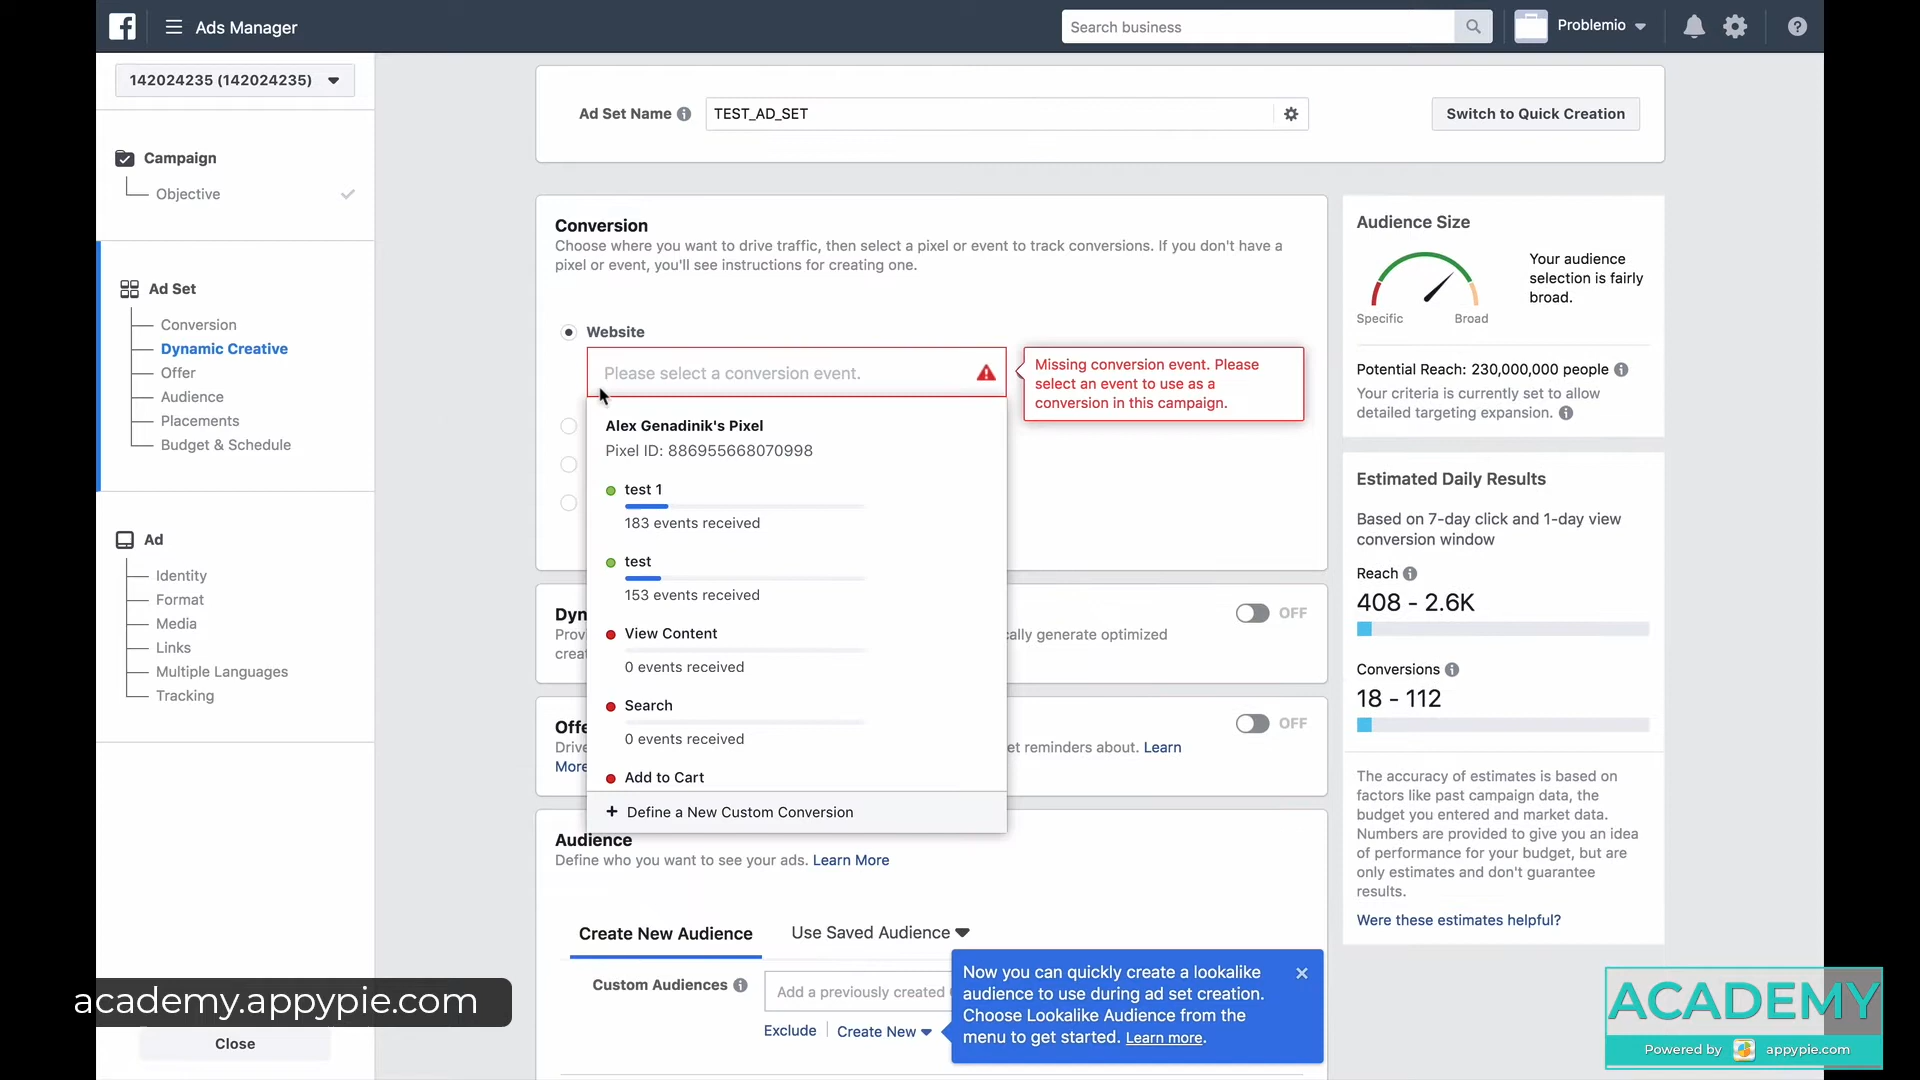 Ads Manager
Search business
Problemio
142024235 (142024235)
Campaign
Objective
Ad Set
Conversion
Dynamic Creative
Offer
Audience
Placements
Budget & Schedule
Ad
Identity
Format
Media
Links
Multiple Languages
Tracking
Close
Ad Set Name
TEST_AD_SET
Switch to Quick Creation
Conversion
Choose where you want to drive traffic, then select a pixel or event to track conversions. If you don't have a
pixel or event, you'll see instructions for creating one.
Website
Please select a conversion event.
Missing conversion event. Please
select an event to use as a
conversion in this campaign.
Alex Genadinik's Pixel
Pixel ID: 886955668070998
test 1
183 events received
test
153 events received
View Content
0 events received
Search
0 events received
Add to Cart
+ Define a New Custom Conversion
Dyn
OFF
Provi
cally generate optimized
creat
Offe
OFF
Drive
et reminders about. Learn
More
Audience
Define who you want to see your ads. Learn More
Create New Audience
Use Saved Audience
Custom Audiences
Add a previously created
Exclude
Create New
Now you can quickly create a lookalike
audience to use during ad set creation.
Choose Lookalike Audience from the
menu to get started. Learn more.
Audience Size
Your audience
selection is fairly
broad.
Specific
Broad
Potential Reach: 230,000,000 people
Your criteria is currently set to allow
detailed targeting expansion.
Estimated Daily Results
Based on 7-day click and 1-day view
conversion window
Reach
408 - 2.6K
Conversions
18 - 112
The accuracy of estimates is based on
factors like past campaign data, the
budget you entered and market data.
Numbers are provided to give you an idea
of performance for your budget, but are
only estimates and don't guarantee
results.
Were these estimates helpful?
academy.appypie.com
ACADEMY
Powered by appypie.com